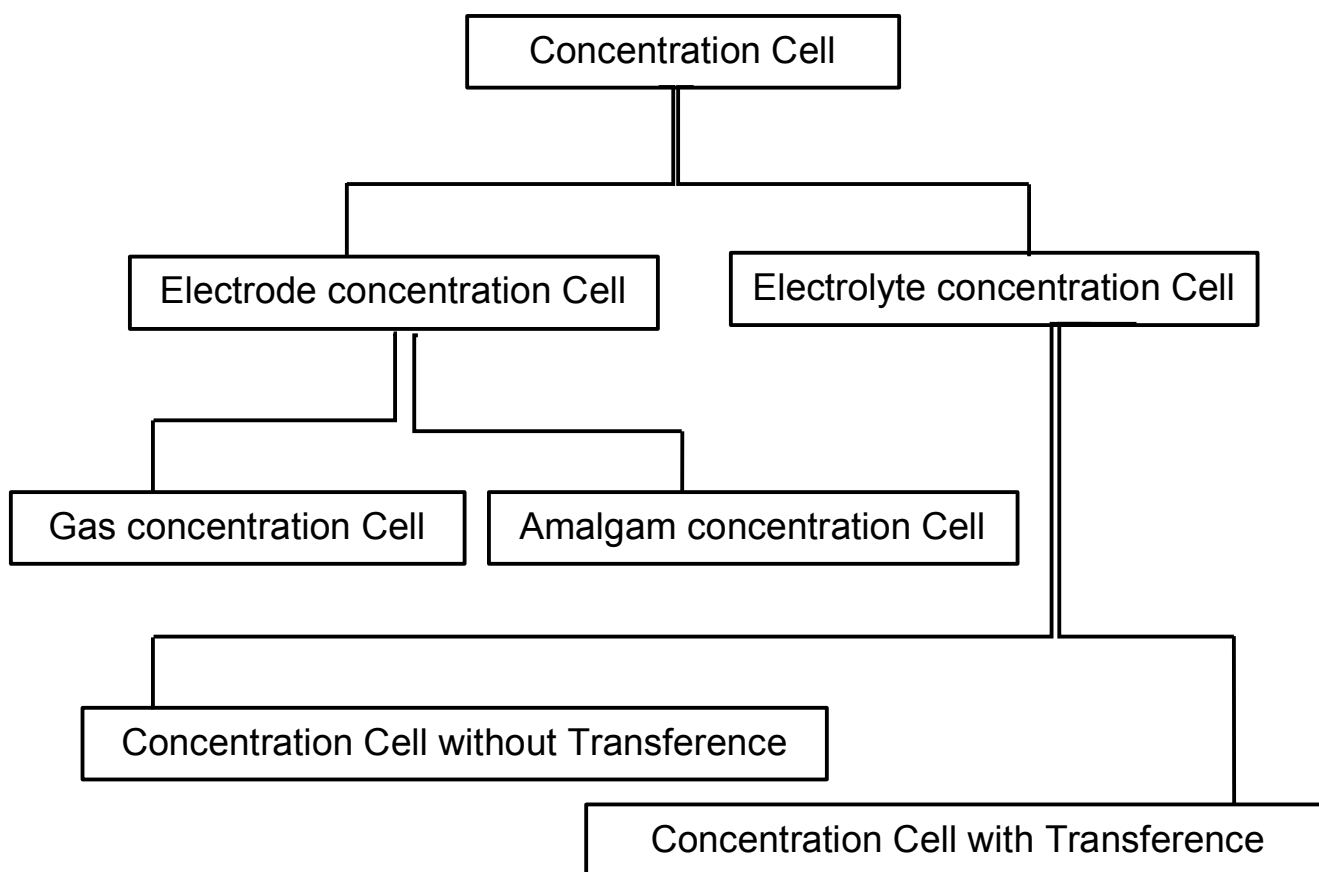 Concentration Cell
Electrode concentration Cell
Electrolyte concentration Cell
Gas concentration Cell
Amalgam concentration Cell
Concentration Cell without Transference
Concentration Cell with Transference